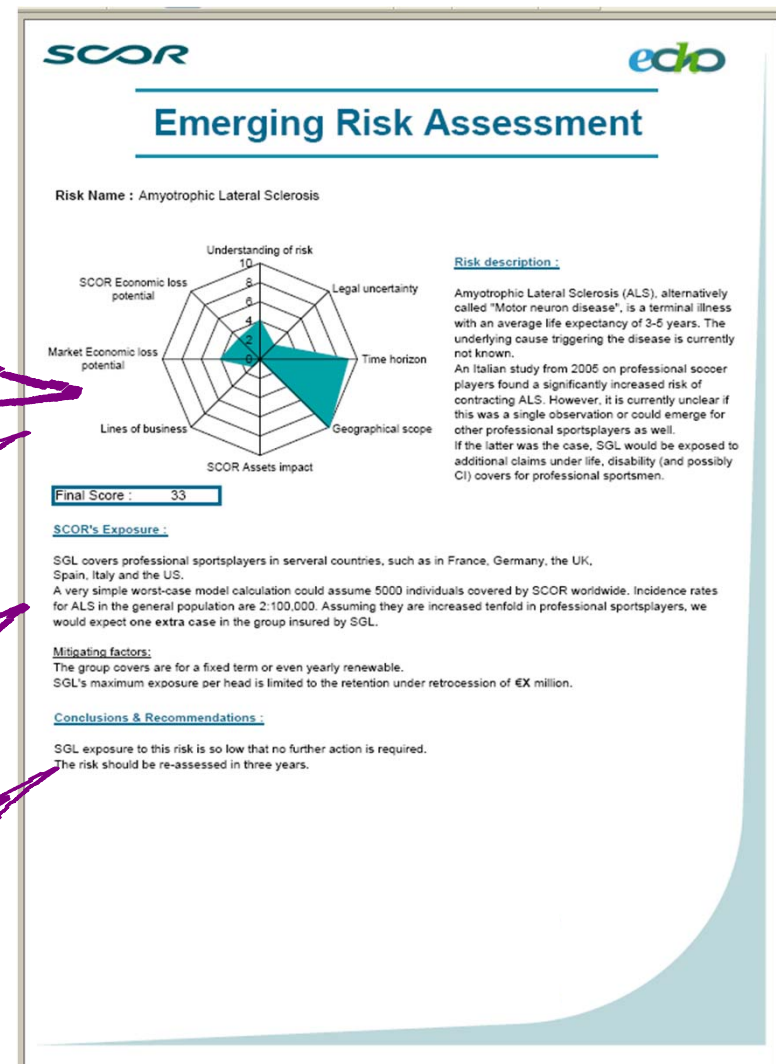 SCOR
echo
Emerging Risk Assessment
Risk Name : Amyotrophic Lateral Sclerosis
Understanding of risk
10
8
6
4
2
0
Legal uncertainty
Time horizon
Geographical scope
SCOR Assets impact
Lines of business
Market Economic loss
potential
SCOR Economic loss
potential
Risk description :
Amyotrophic Lateral Sclerosis (ALS), alternatively
called "Motor neuron disease", is a terminal illness
with an average life expectancy of 3-5 years. The
underlying cause triggering the disease is currently
not known.
An Italian study from 2005 on professional soccer
players found a significantly increased risk of
contracting ALS. However, it is currently unclear if
this was a single observation or could emerge for
other professional sportsplayers as well.
If the latter was the case, SGL would be exposed to
additional claims under life, disability (and possibly
CI) covers for professional sportsmen.
Final Score : 33
SCOR's Exposure :
SGL covers professional sportsplayers in serveral countries, such as in France, Germany, the UK,
Spain, Italy and the US.
A very simple worst-case model calculation could assume 5000 individuals covered by SCOR worldwide. Incidence rates
for ALS in the general population are 2:100,000. Assuming they are increased tenfold in professional sportsplayers, we
would expect one extra case in the group insured by SGL.
Mitigating factors:
The group covers are for a fixed term or even yearly renewable.
SGL's maximum exposure per head is limited to the retention under retrocession of €X million.
Conclusions & Recommendations :
SGL exposure to this risk is so low that no further action is required.
The risk should be re-assessed in three years.